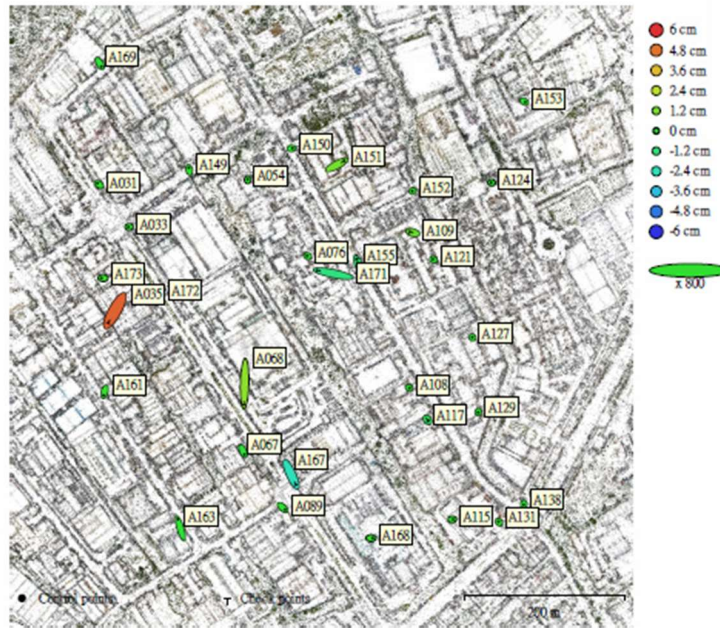 6 cm
4.8 cm
3.6 cm
2.4 cm
1.2 cm
0 cm
-1.2 cm
-2.4 cm
-3.6 cm
-4.8 cm
-6 cm
x 800
A169
A153
A150
A151
A149
A054
A031
A152
A124
A033
A109
A076
A155
A121
A171
A173
A035
A172
A127
A068
A161
A108
A117
A129
A067
A167
A138
A163
A089
A115
A131
A168
Control points
Check points
200 m